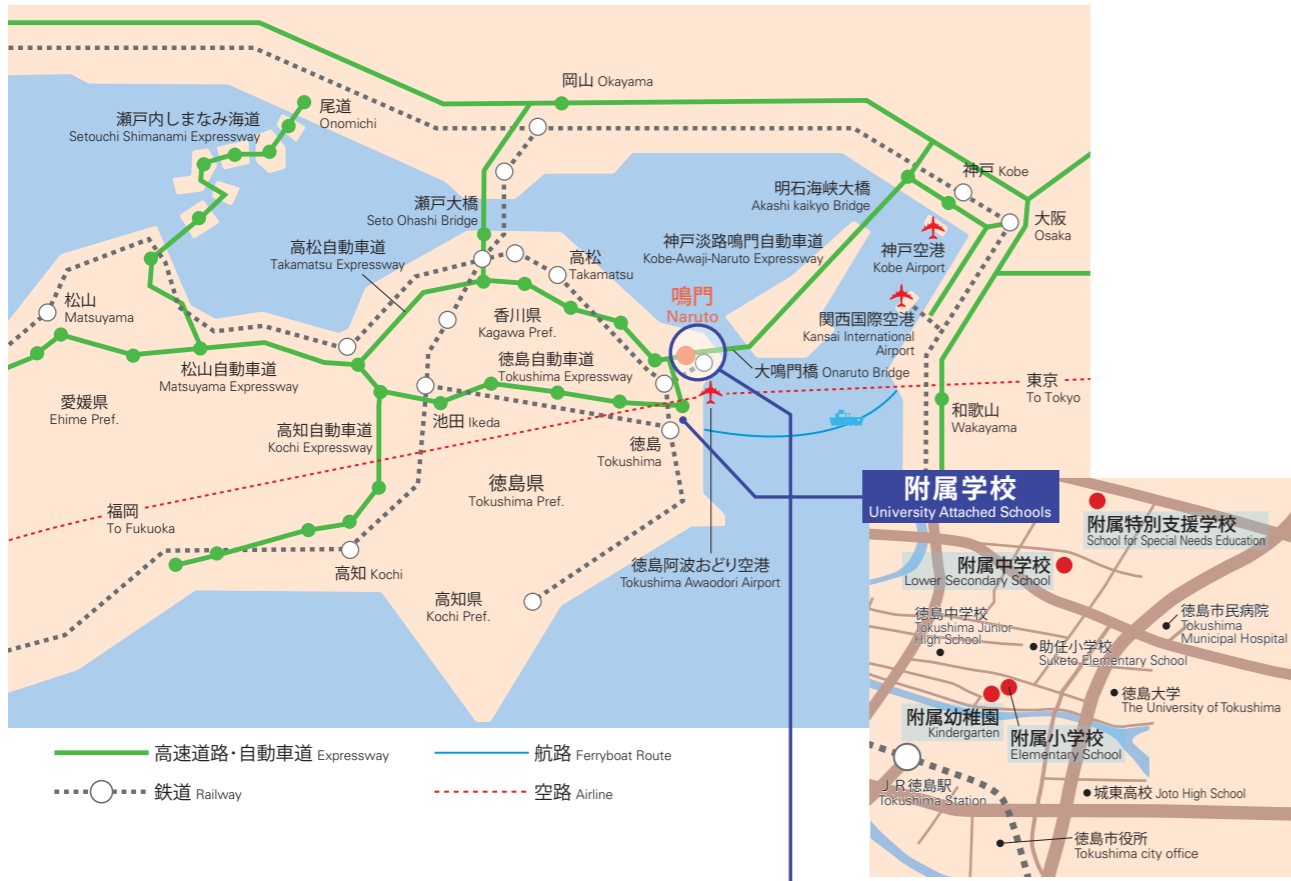 岡山 Okayama
尾道
Onomichi
瀬戸内しまなみ海道
Setouchi Shimanami Expressway
神戸 Kobe
明石海峡大橋
Akashi kaikyo Bridge
瀬戸大橋
Seto Ohashi Bridge
大阪
Osaka
高松自動車道
Takamatsu Expressway
高松
Takamatsu
神戸淡路鳴門自動車道
Kobe-Awaji-Naruto Expressway
神戸空港
Kobe Airport
松山
Matsuyama
鳴門
Naruto
香川県
Kagawa Pref.
関西国際空港
Kansai International
Airport
徳島自動車道
Tokushima Expressway
大鳴門橋 Onaruto Bridge
松山自動車道
Matsuyama Expressway
東京
To Tokyo
愛媛県
Ehime Pref.
池田 Ikeda
和歌山
Wakayama
高知自動車道
Kochi Expressway
徳島
Tokushima
徳島県
Tokushima Pref.
福岡
To Fukuoka
高知 Kochi
徳島阿波おどり空港
Tokushima Awaodori Airport
高知県
Kochi Pref.
高速道路・自動車道 Expressway
航路 Ferryboat Route
鉄道 Railway
空路 Airline
附属学校
University Attached Schools
附属特別支援学校
School for Special Needs Education
附属中学校
Lower Secondary School
徳島中学校
Tokushima Junior
High School
徳島市民病院
Tokushima
Municipal Hospital
助任小学校
Suketo Elementary School
徳島大学
The University of Tokushima
附属幼稚園
Kindergarten
附属小学校
Elementary School
ＪＲ徳島駅
Tokushima Station
城東高校 Joto High School
徳島市役所
Tokushima city office